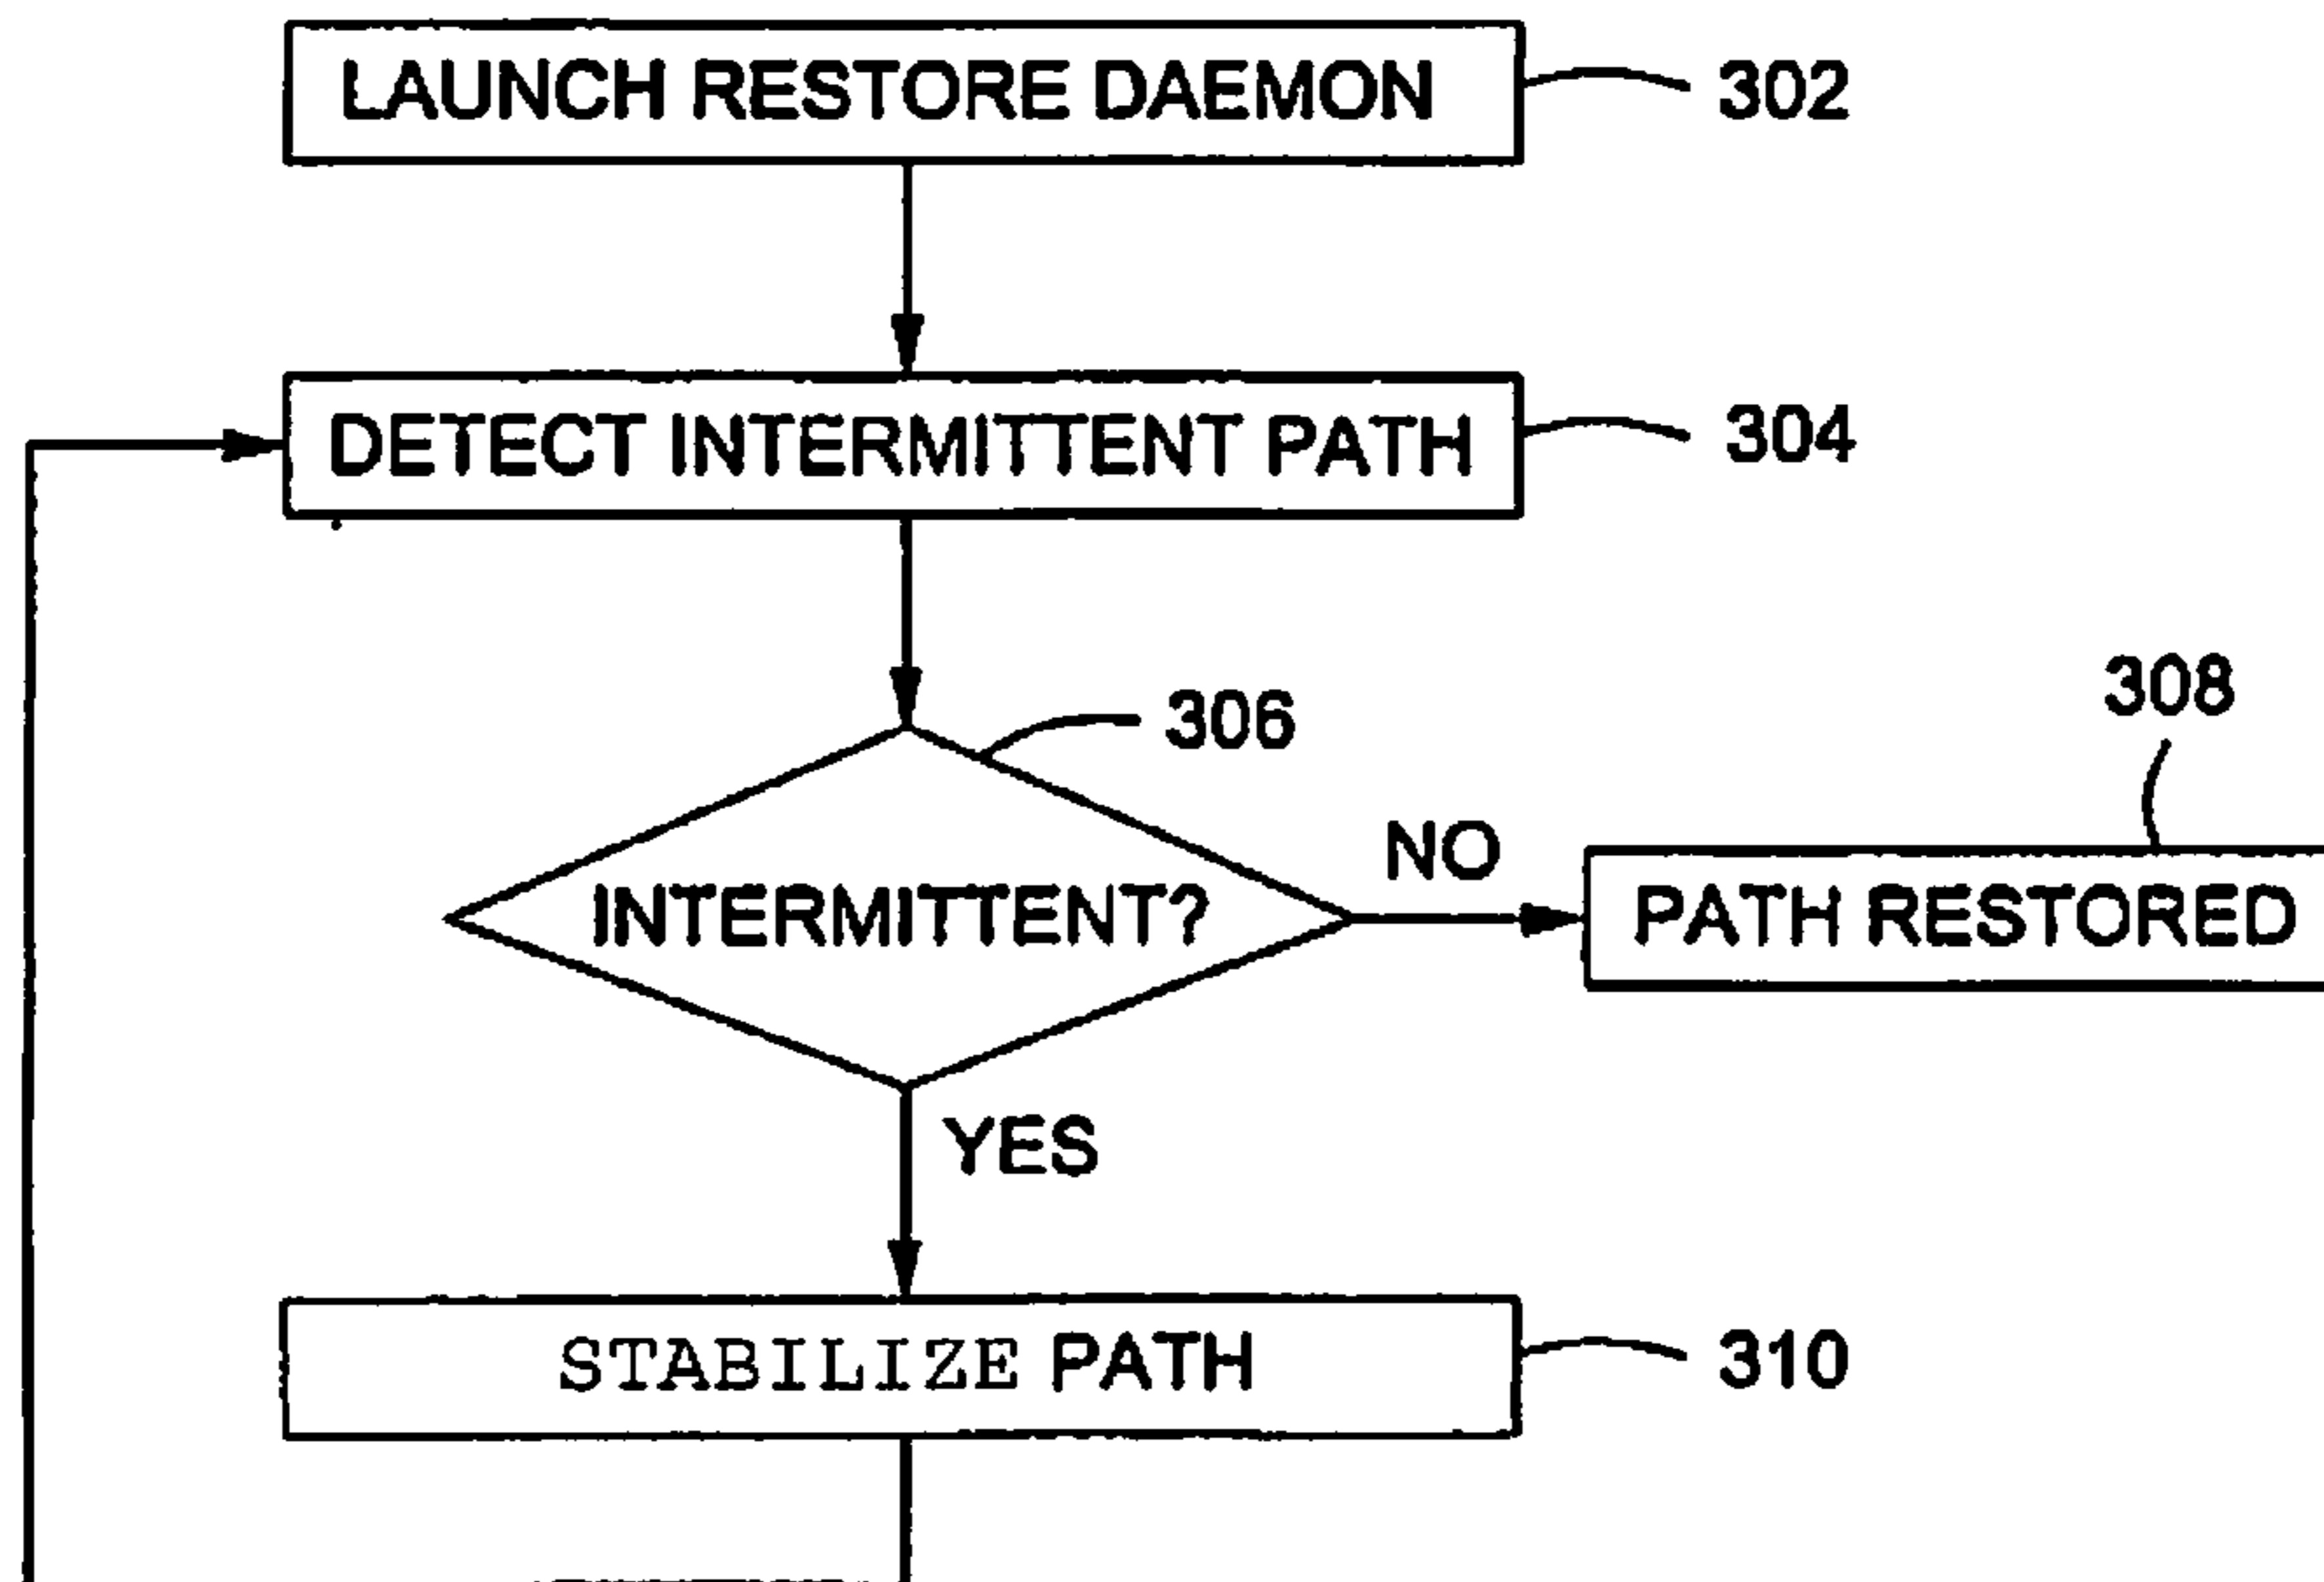 LAUNCH RESTORE DAEMON
302
DETECT INTERMITTENT PATH
304
306
308
INTERMITTENT?
NO
PATH RESTORED
YES
STABILIZE PATH
310